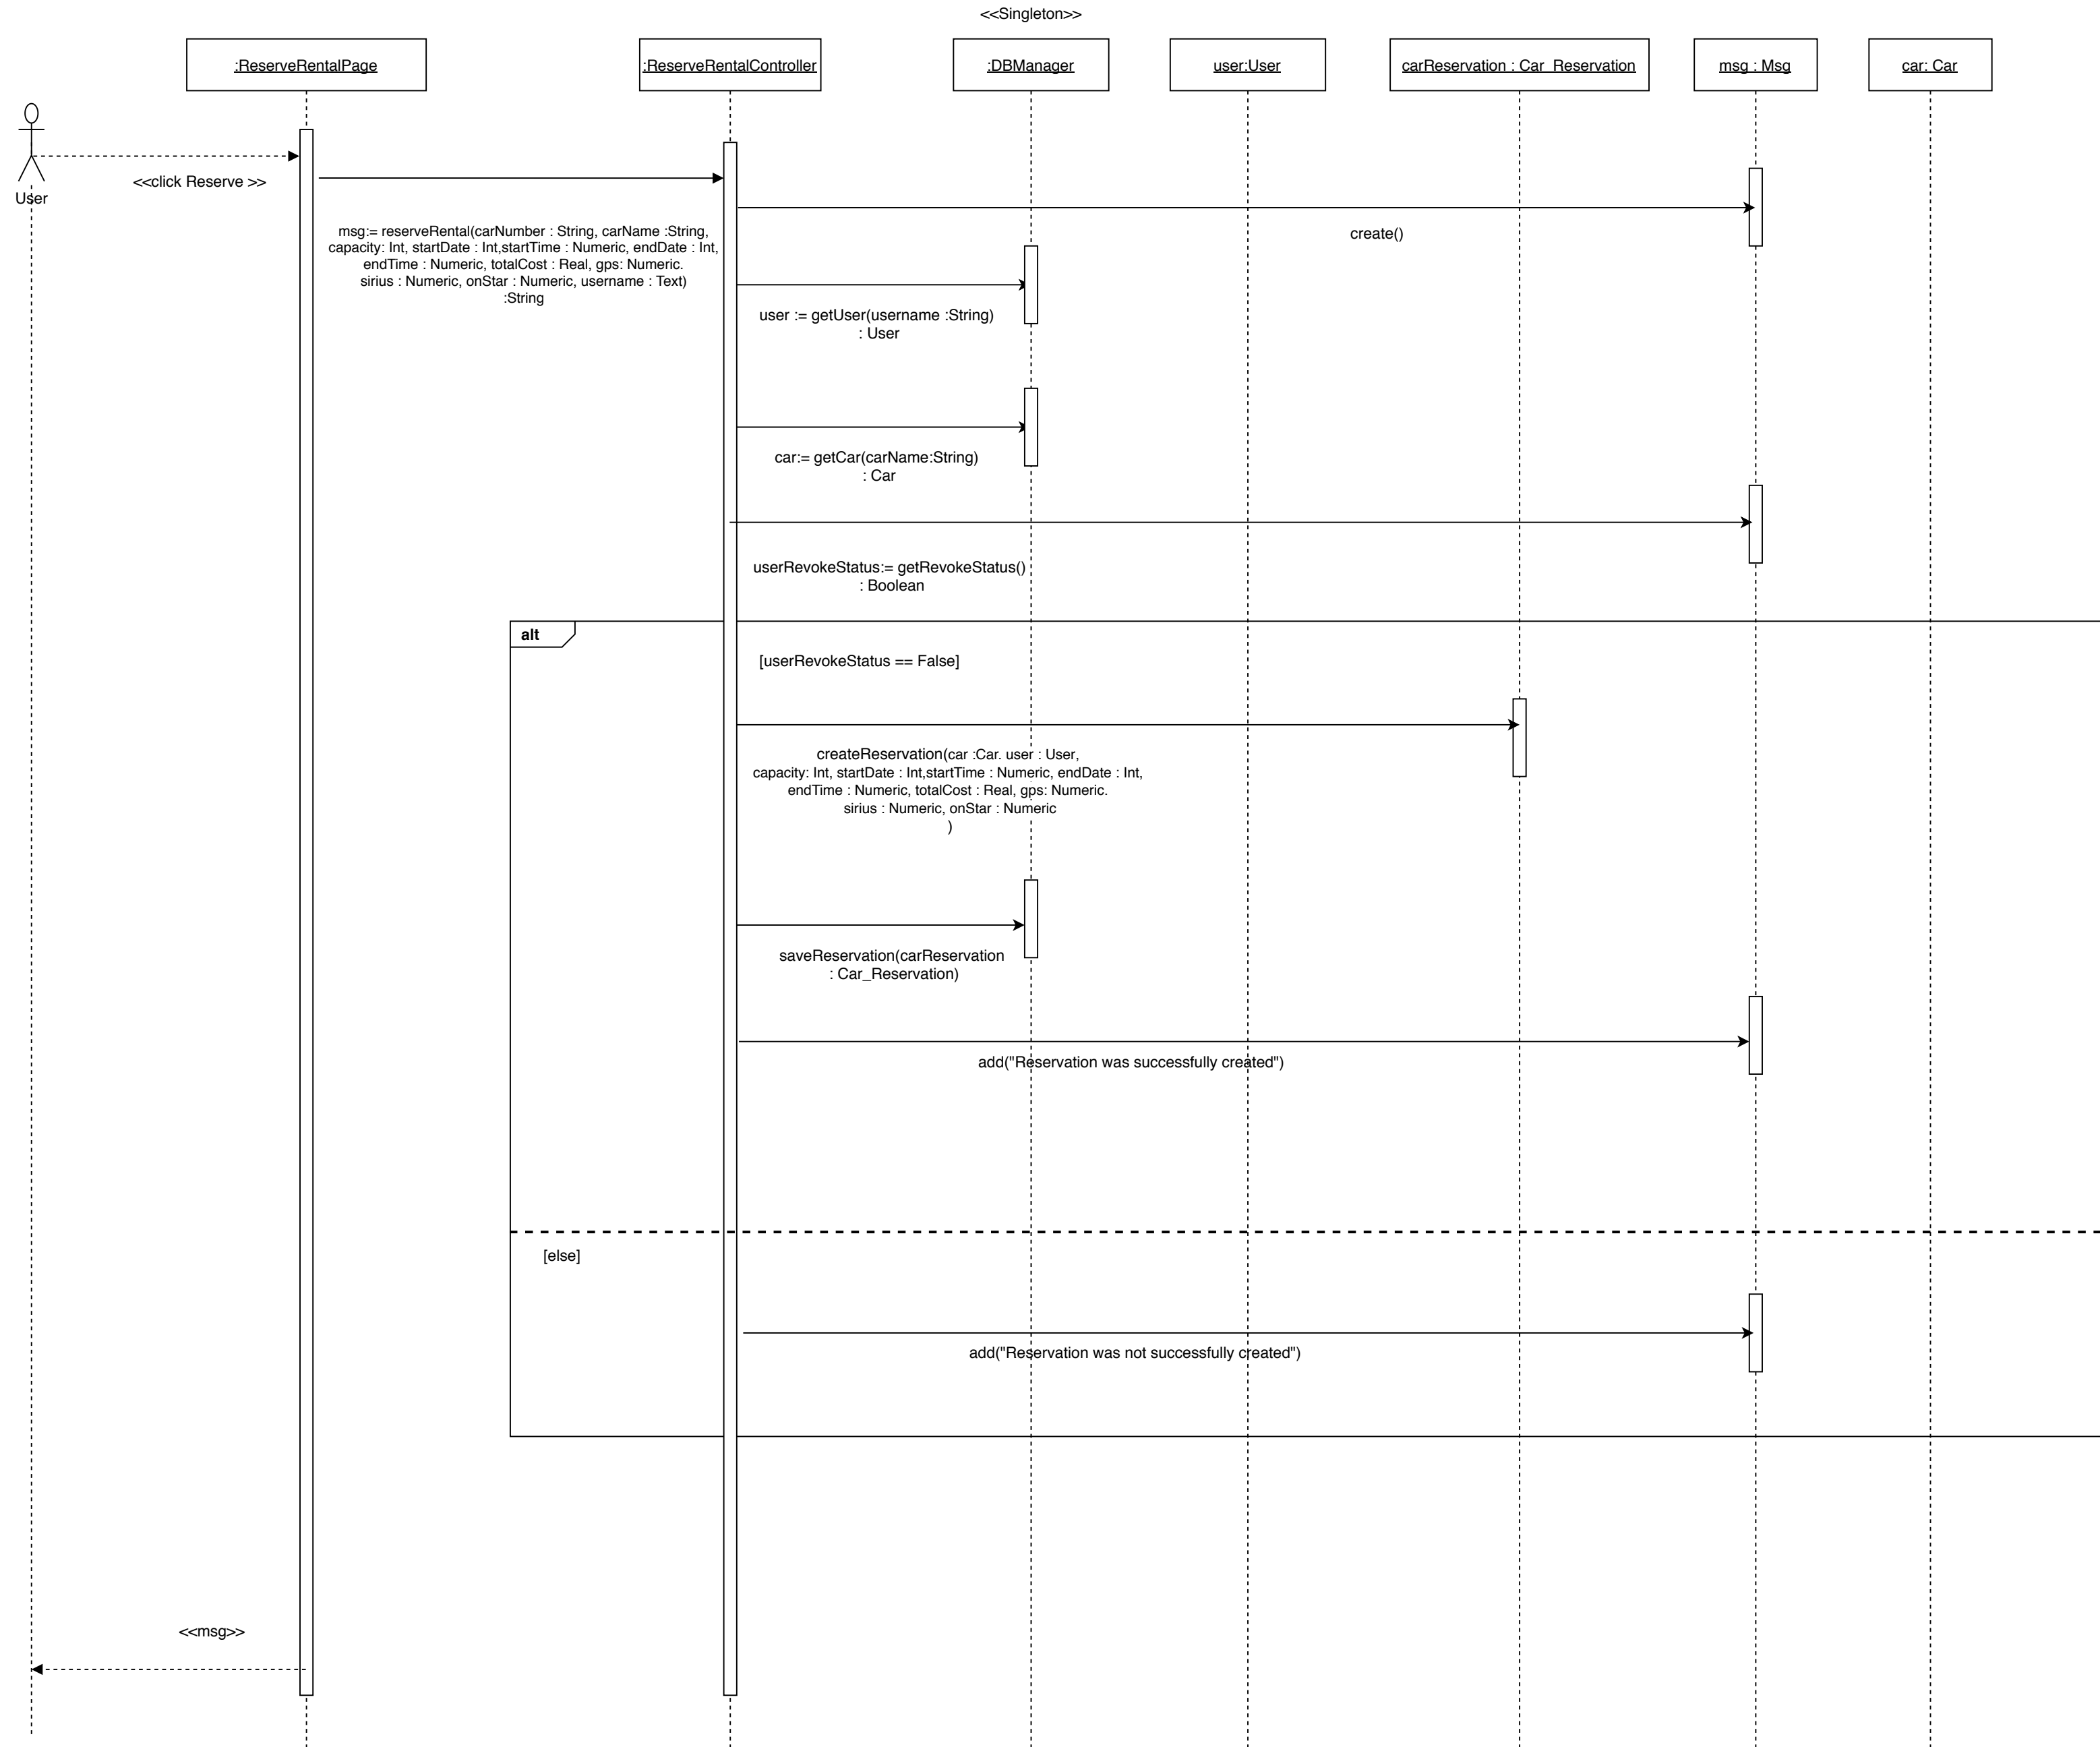 <<Singleton>>
:ReserveRentalPage
:ReserveRentalController
:DBManager
user:User
carReservation : Car_Reservation
msg : Msg
car: Car
<<click Reserve >>
User
msg:= reserveRental(carNumber : String, carName :String,
capacity: Int, startDate : Int,startTime : Numeric, endDate : Int,
endTime : Numeric, totalCost : Real, gps: Numeric.
sirius : Numeric, onStar : Numeric, username : Text)
:String
create()
user := getUser(username :String)
: User
car:= getCar(carName:String)
: Car
userRevokeStatus:= getRevokeStatus()
: Boolean
alt
[userRevokeStatus == False]
createReservation(car :Car. user : User,
capacity: Int, startDate : Int,startTime : Numeric, endDate : Int,
endTime : Numeric, totalCost : Real, gps: Numeric.
sirius : Numeric, onStar : Numeric
)
saveReservation(carReservation
: Car_Reservation)
add("Reservation was successfully created")
[else]
add("Reservation was not successfully created")
<<msg>>